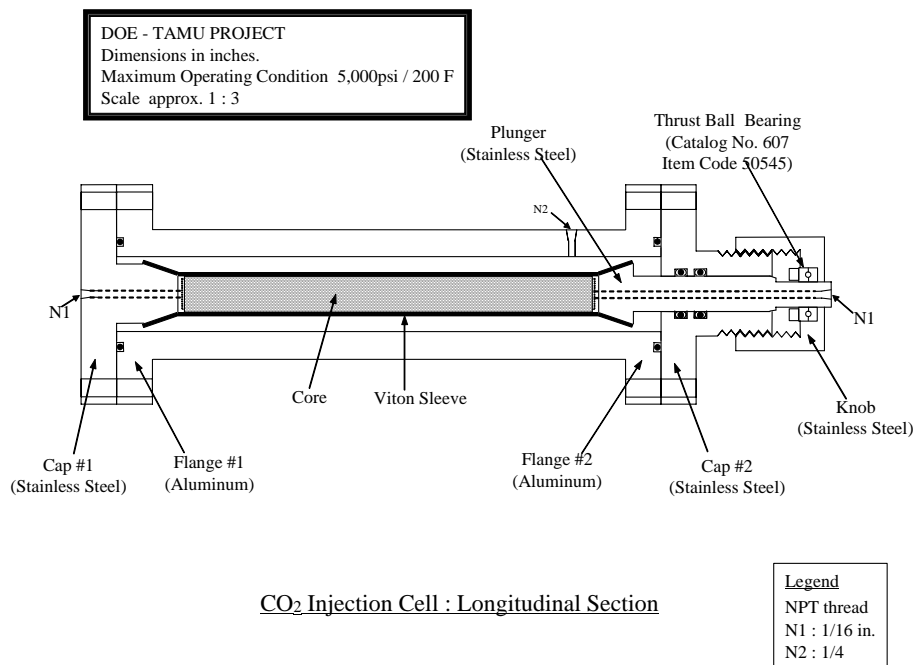 DOE - TAMU PROJECT
Dimensions in inches.
Maximum Operating Condition 5,000psi / 200 F
Scale approx. 1 : 3
Plunger
(Stainless Steel)
Thrust Ball Bearing
(Catalog No. 607
Item Code 50545)
N2
N1
N1
Core
Viton Sleeve
Knob
(Stainless Steel)
Cap #1
(Stainless Steel)
Flange #1
(Aluminum)
Flange #2
(Aluminum)
Cap #2
(Stainless Steel)
CO2 Injection Cell : Longitudinal Section
Legend
NPT thread
N1 : 1/16 in.
N2 : 1/4